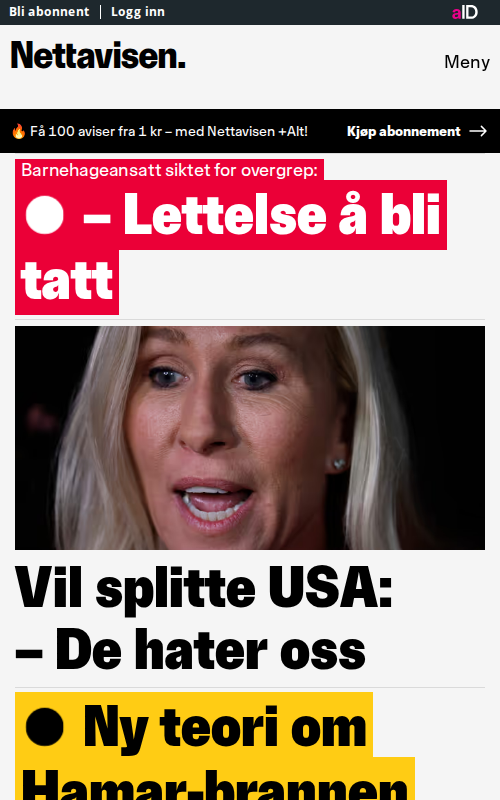 Bli abonnent | Logg inn
aID
Nettavisen.
Meny
🔥 Få 100 aviser fra 1 kr – med Nettavisen +Alt!
Kjøp abonnement →
Barnehageansatt siktet for overgrep:
– Lettelse å bli
tatt
Vil splitte USA:
– De hater oss
Ny teori om
Hamar-brannen